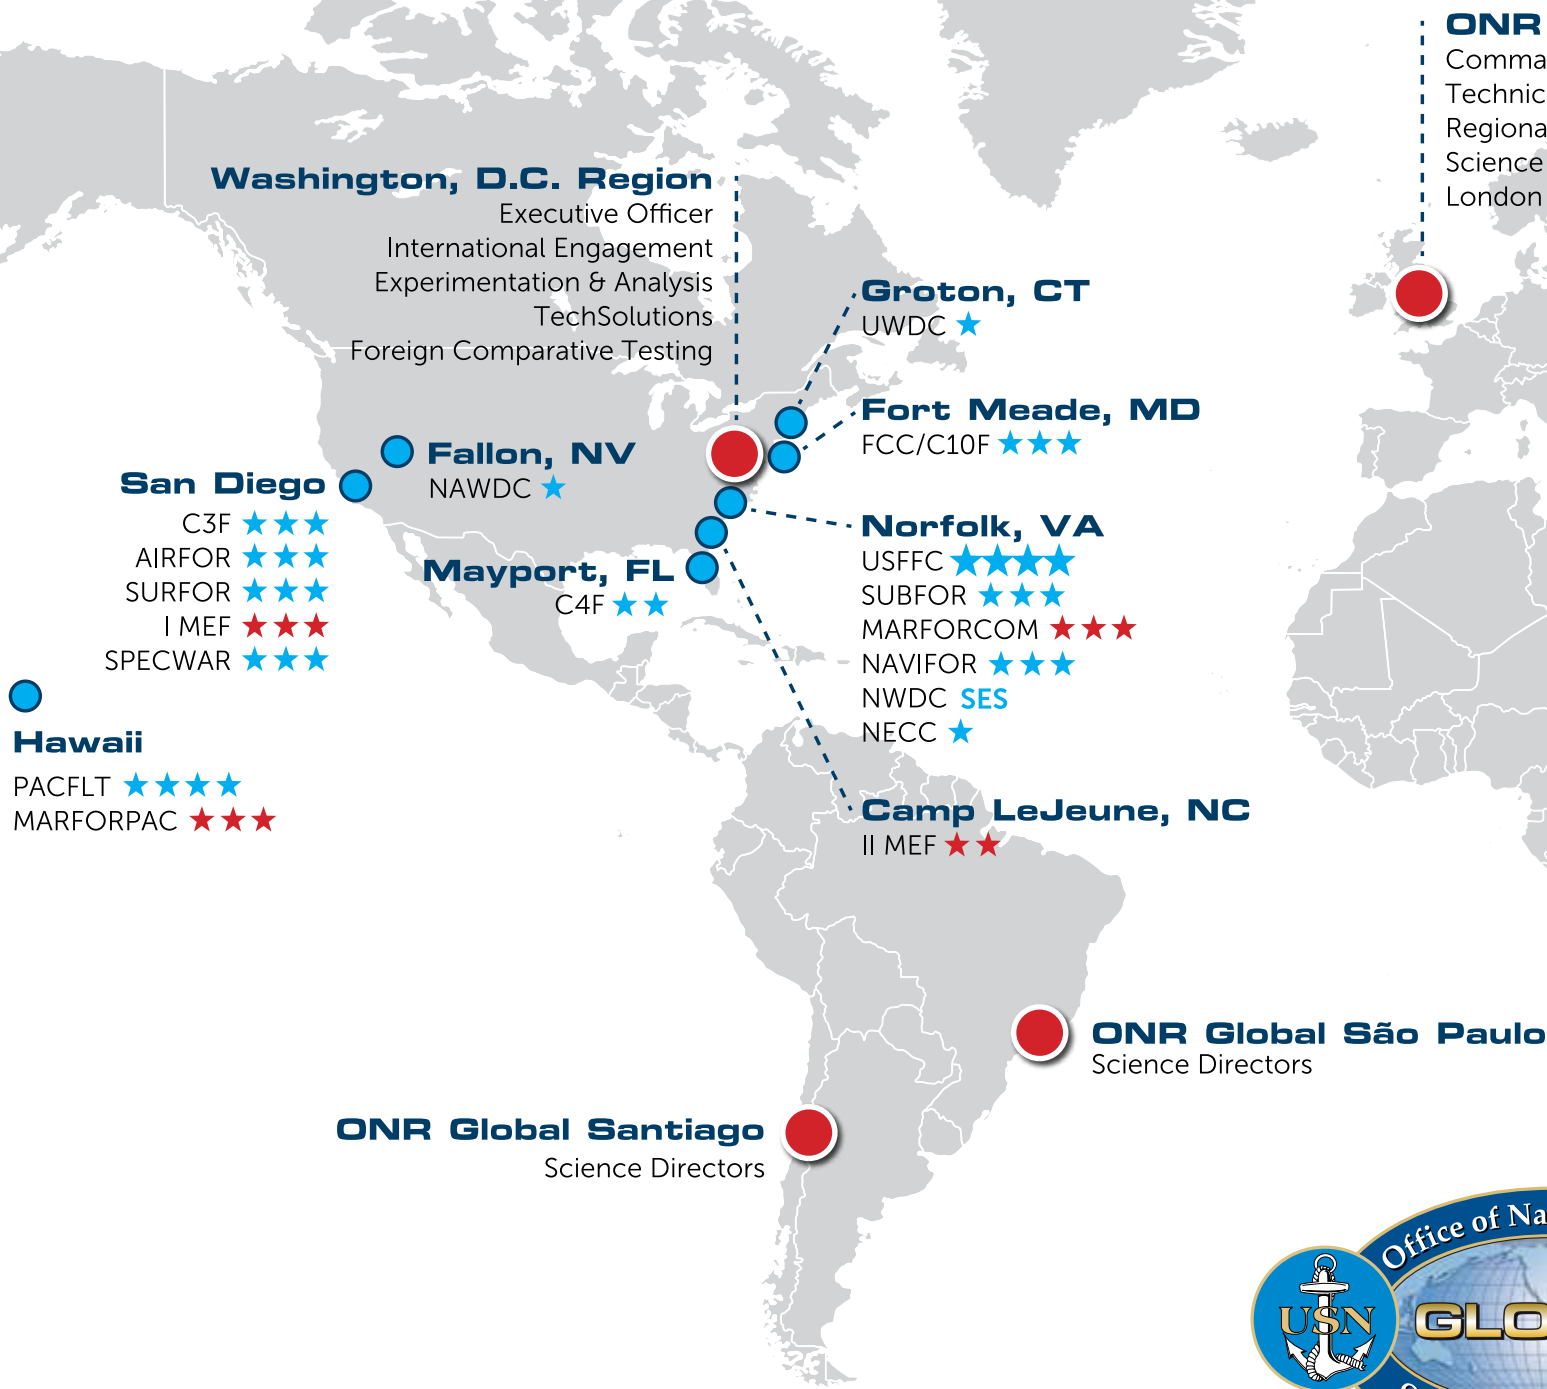 ONR
Comma
Technic
Regiona
Science
London
Washington, D.C. Region
Executive Officer
International Engagement
Experimentation & Analysis
TechSolutions
Foreign Comparative Testing
Groton, CT
UWDC ★
Fort Meade, MD
FCC/C10F ★★★
Fallon, NV
NAWDC ★
San Diego
C3F ★★★
AIRFOR ★★★
SURFOR ★★★
I MEF ★★★
SPECWAR ★★★
Mayport, FL
C4F ★★
Norfolk, VA
USFFC ★★★★
SUBFOR ★★★
MARFORCOM ★★★
NAVIFOR ★★★
NWDC SES
NECC ★
Hawaii
PACFLT ★★★★
MARFORPAC ★★★
Camp LeJeune, NC
II MEF ★★
ONR Global São Paulo
Science Directors
ONR Global Santiago
Science Directors
Office of Na
USN
GLO